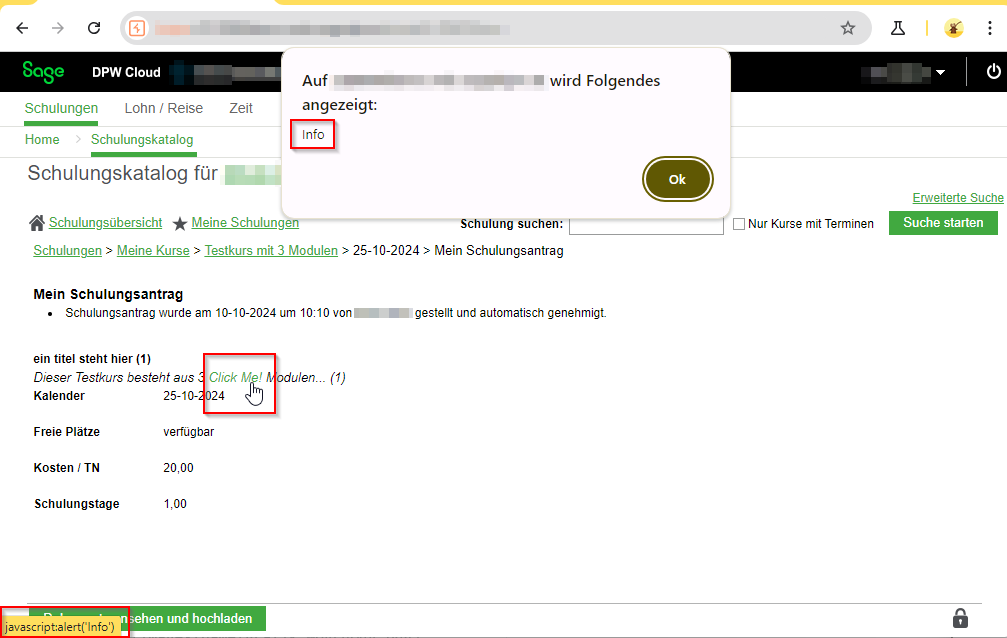 Sage DPW Cloud
Auf wird Folgendes
angezeigt:
Info
Ok
Schulungen Lohn / Reise Zeit
Home > Schulungskatalog
Schulungskatalog für
Erweiterte Suche
Schulungsübersicht Meine Schulungen Schulung suchen: Nur Kurse mit Terminen Suche starten
Schulungen > Meine Kurse > Testkurs mit 3 Modulen > 25-10-2024 > Mein Schulungsantrag
Mein Schulungsantrag
• Schulungsantrag wurde am 10-10-2024 um 10:10 von gestellt und automatisch genehmigt.
ein titel steht hier (1)
Dieser Testkurs besteht aus 3 Click Me! Modulen... (1)
Kalender 25-10-2024
Freie Plätze verfügbar
Kosten / TN 20,00
Schulungstage 1,00
sehen und hochladen
javascript:alert('Info')